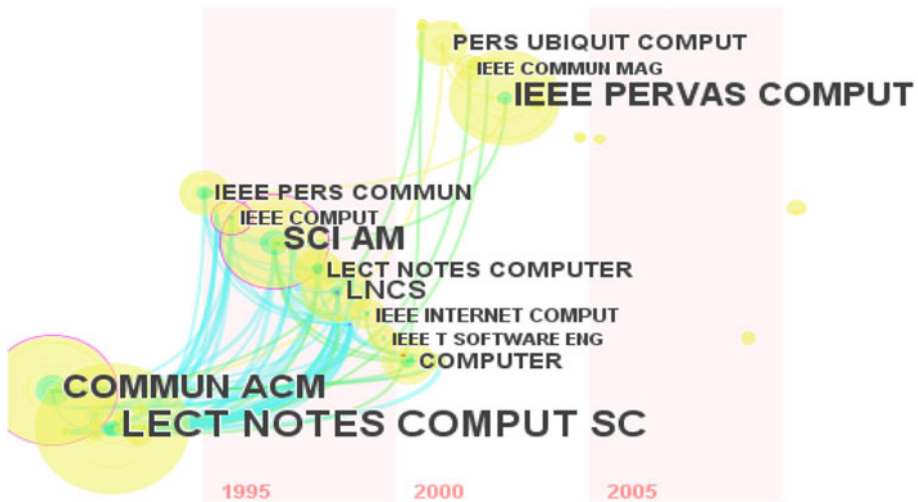 PERS UBIQUIT COMPUT
IEEE COMMUN MAG
IEEE PERVAS COMPUT
IEEE PERS COMMUN
IEEE COMPUT
SCI AM
LECT NOTES COMPUTER
LNCS
IEEE INTERNET COMPUT
IEEE T SOFTWARE ENG
COMPUTER
COMMUN ACM
LECT NOTES COMPUT SC
1995 2000 2005